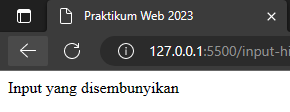 Praktikum Web 2023
127.0.0.1:5500/input-hi
Input yang disembunyikan